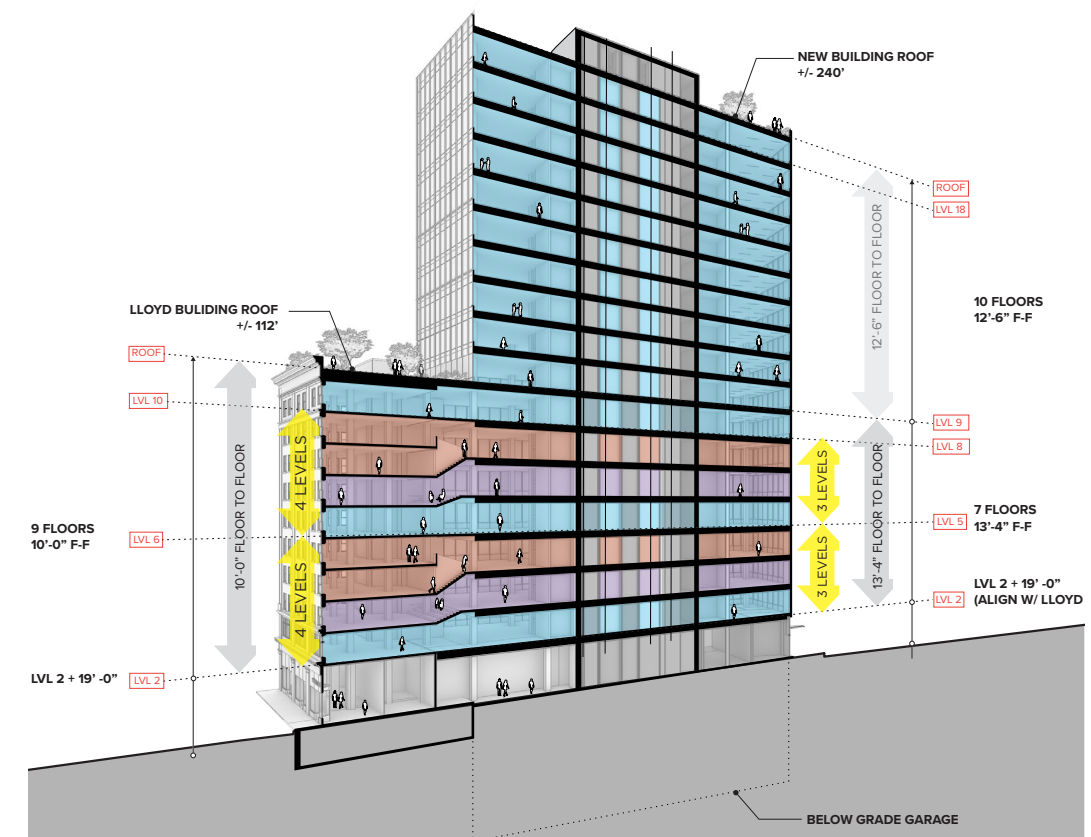 NEW BUILDING ROOF
+/- 240'
ROOF
LVL 18
12'-6" FLOOR TO FLOOR
10 FLOORS
12'-6" F-F
LLOYD BULIDING ROOF
+/- 112'
ROOF
LVL 10
LVL 9
LVL 8
4 LEVELS
3 LEVELS
10'-0" FLOOR TO FLOOR
13'-4" FLOOR TO FLOOR
9 FLOORS
10'-0" F-F
LVL 6
LVL 5
7 FLOORS
13'-4" F-F
4 LEVELS
3 LEVELS
LVL 2 + 19' -0"
(ALIGN W/ LLOYD
LVL 2
LVL 2 + 19' -0"
LVL 2
BELOW GRADE GARAGE